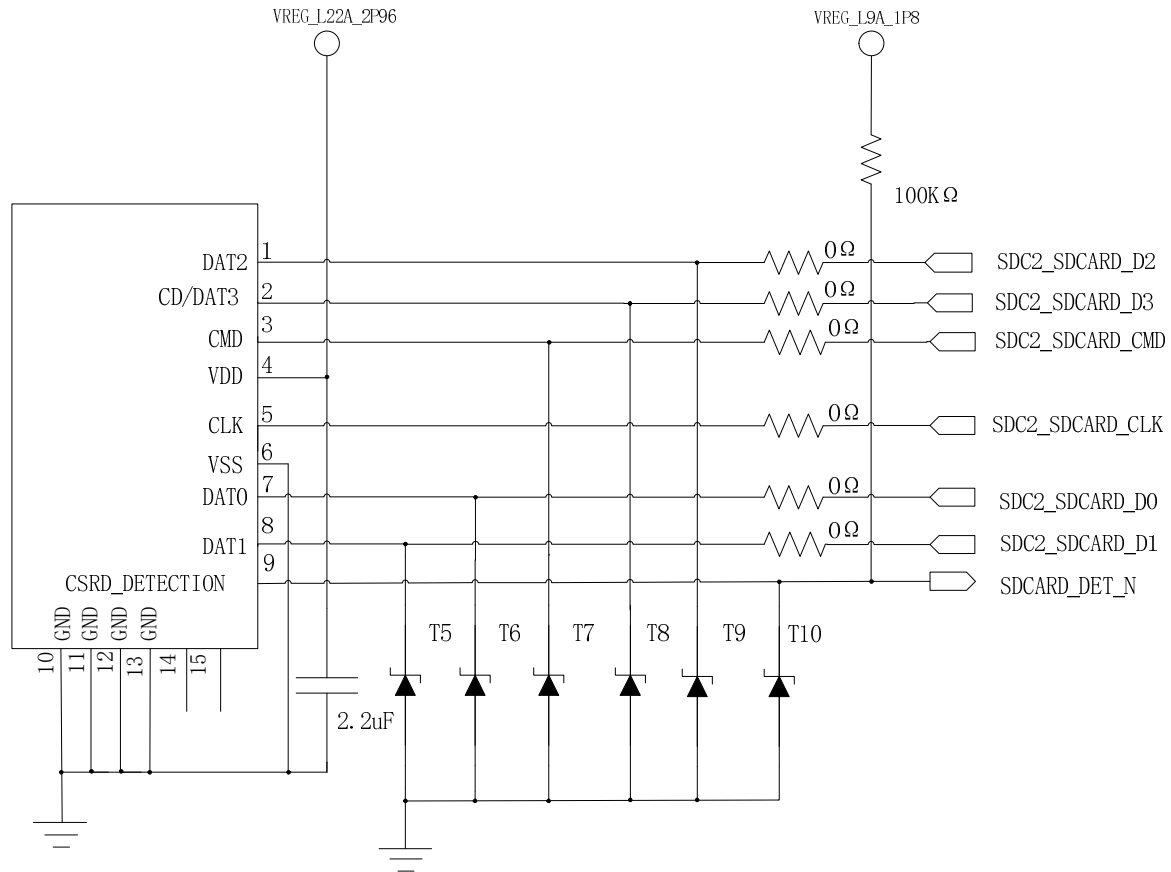 VREG_L22A_2P96
VREG_L9A_1P8
100KΩ
DAT2 1 0Ω SDC2_SDCARD_D2
CD/DAT3 2 0Ω SDC2_SDCARD_D3
CMD 3 0Ω SDC2_SDCARD_CMD
VDD 4
CLK 5 0Ω SDC2_SDCARD_CLK
VSS 6
DAT0 7 0Ω SDC2_SDCARD_D0
DAT1 8 0Ω SDC2_SDCARD_D1
CSRD_DETECTION 9 SDCARD_DET_N
GND GND GND GND
10 11 12 13 14 15
T5 T6 T7 T8 T9 T10
2.2uF